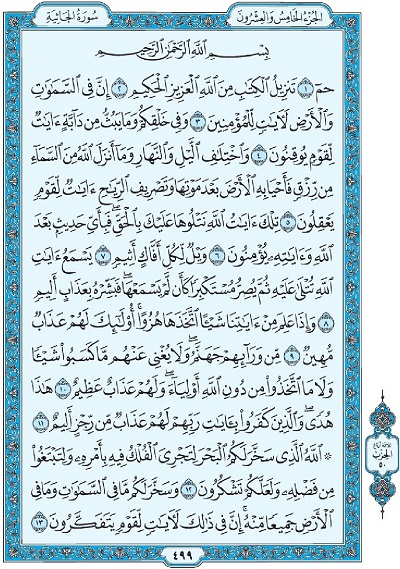 الجزء الخامس والعشرون
سورة الجاثية
بِسْمِ ٱللَّهِ ٱلرَّحْمَٰنِ ٱلرَّحِيمِ
حمٓ ١ تَنزِيلُ ٱلْكِتَٰبِ مِنَ ٱللَّهِ ٱلْعَزِيزِ ٱلْحَكِيمِ ٢ إِنَّ فِى ٱلسَّمَٰوَٰتِ
وَٱلْأَرْضِ لَءَايَٰتٍ لِّلْمُؤْمِنِينَ ٣ وَفِى خَلْقِكُمْ وَمَا يَبُثُّ مِن دَآبَّةٍ ءَايَٰتٌ
لِّقَوْمٍ يُوقِنُونَ ٤ وَٱخْتِلَٰفِ ٱلَّيْلِ وَٱلنَّهَارِ وَمَآ أَنزَلَ ٱللَّهُ مِنَ ٱلسَّمَآءِ
مِن رِّزْقٍ فَأَحْيَا بِهِ ٱلْأَرْضَ بَعْدَ مَوْتِهَا وَتَصْرِيفِ ٱلرِّيَٰحِ ءَايَٰتٌ لِّقَوْمٍ
يَعْقِلُونَ ٥ تِلْكَ ءَايَٰتُ ٱللَّهِ نَتْلُوهَا عَلَيْكَ بِٱلْحَقِّ ۖ فَبِأَىِّ حَدِيثٍۭ بَعْدَ
ٱللَّهِ وَءَايَٰتِهِۦ يُؤْمِنُونَ ٦ وَيْلٌ لِّكُلِّ أَفَّاكٍ أَثِيمٍ ٧ يَسْمَعُ ءَايَٰتِ
ٱللَّهِ تُتْلَىٰ عَلَيْهِ ثُمَّ يُصِرُّ مُسْتَكْبِرًا كَأَن لَّمْ يَسْمَعْهَا ۖ فَبَشِّرْهُ بِعَذَابٍ أَلِيمٍ
٨ وَإِذَا عَلِمَ مِنْ ءَايَٰتِنَا شَيْـًٔا ٱتَّخَذَهَا هُزُوًا ۚ أُو۟لَٰٓئِكَ لَهُمْ عَذَابٌ
مُّهِينٌ ٩ مِّن وَرَآئِهِمْ جَهَنَّمُ ۖ وَلَا يُغْنِى عَنْهُم مَّا كَسَبُوا۟ شَيْـًٔا
وَلَا مَا ٱتَّخَذُوا۟ مِن دُونِ ٱللَّهِ أَوْلِيَآءَ ۖ وَلَهُمْ عَذَابٌ عَظِيمٌ ١٠ هَٰذَا
هُدًى ۖ وَٱلَّذِينَ كَفَرُوا۟ بِـَٔايَٰتِ رَبِّهِمْ لَهُمْ عَذَابٌ مِّن رِّجْزٍ أَلِيمٌ ١١
۞ ٱللَّهُ ٱلَّذِى سَخَّرَ لَكُمُ ٱلْبَحْرَ لِتَجْرِىَ ٱلْفُلْكُ فِيهِ بِأَمْرِهِۦ وَلِتَبْتَغُوا۟
مِن فَضْلِهِۦ وَلَعَلَّكُمْ تَشْكُرُونَ ١٢ وَسَخَّرَ لَكُم مَّا فِى ٱلسَّمَٰوَٰتِ وَمَا فِى
ٱلْأَرْضِ جَمِيعًا مِّنْهُ ۚ إِنَّ فِى ذَٰلِكَ لَءَايَٰتٍ لِّقَوْمٍ يَتَفَكَّرُونَ ١٣
الحزب
٥٠
٤٩٩